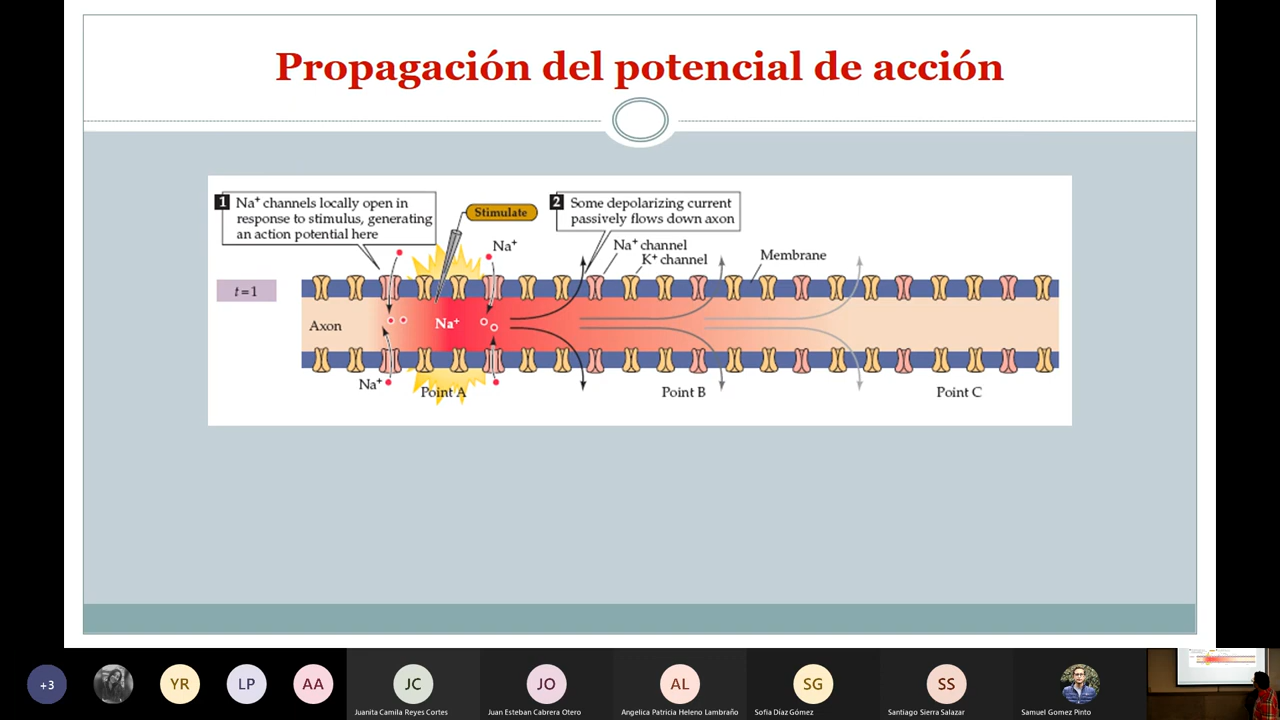 Propagación del potencial de acción
1 Na⁺ channels locally open in
response to stimulus, generating
an action potential here
Stimulate
2 Some depolarizing current
passively flows down axon
Na⁺
Na⁺ channel
K⁺ channel
Membrane
t=1
Axon
Na⁺
Na⁺
Point A
Point B
Point C
+3
YR
LP
AA
JC
JO
AL
SG
SS
Juanita Camila Reyes Cortes
Juan Esteban Cabrera Otero
Angelica Patricia Heleno Lambraño
Sofia Díaz Gómez
Santiago Sierra Salazar
Samuel Gomez Pinto